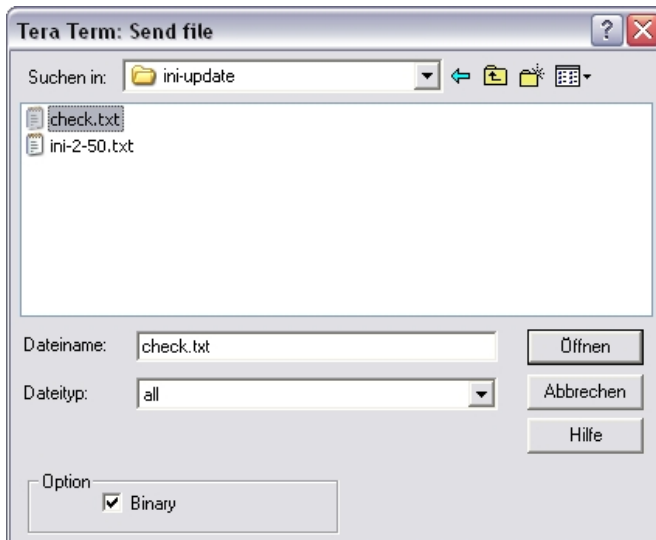 Tera Term: Send file
Suchen in: ini-update
check.txt
ini-2-50.txt
Dateiname: check.txt Öffnen
Dateityp: all Abbrechen
Hilfe
Option
Binary